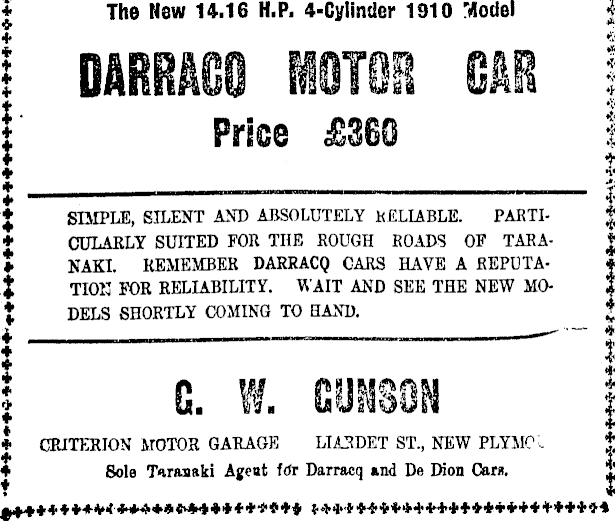 The New 14.16 H.P. 4-Cylinder 1910 Model
DARRACQ MOTOR CAR
Price £360
SIMPLE, SILENT AND ABSOLUTELY RELIABLE. PARTI-
CULARLY SUITED FOR THE ROUGH ROADS OF TARA-
NAKI. REMEMBER DARRACQ CARS HAVE A REPUTA-
TION FOR RELIABILITY. WAIT AND SEE THE NEW MO-
DELS SHORTLY COMING TO HAND.
G. W. GUNSON
CRITERION MOTOR GARAGE LIARDET ST., NEW
Sole Taranaki Agent for Darracq and De Dion Cars.